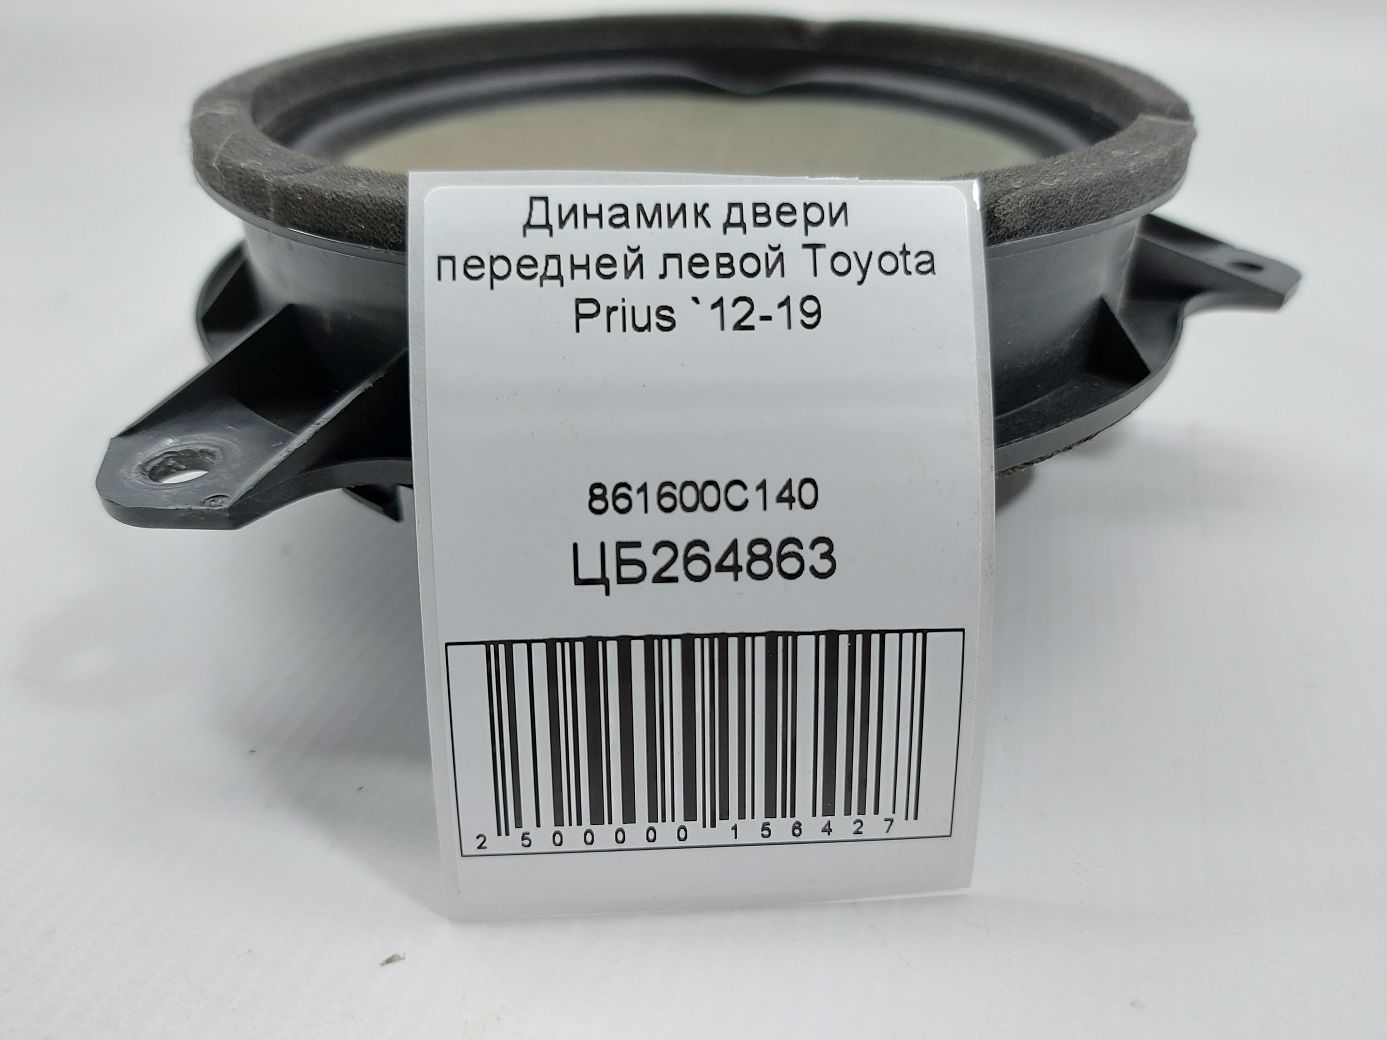 Динамик двери
передней левой Toyota
Prius `12-19
861600C140
ЦБ264863
2 500000 156427